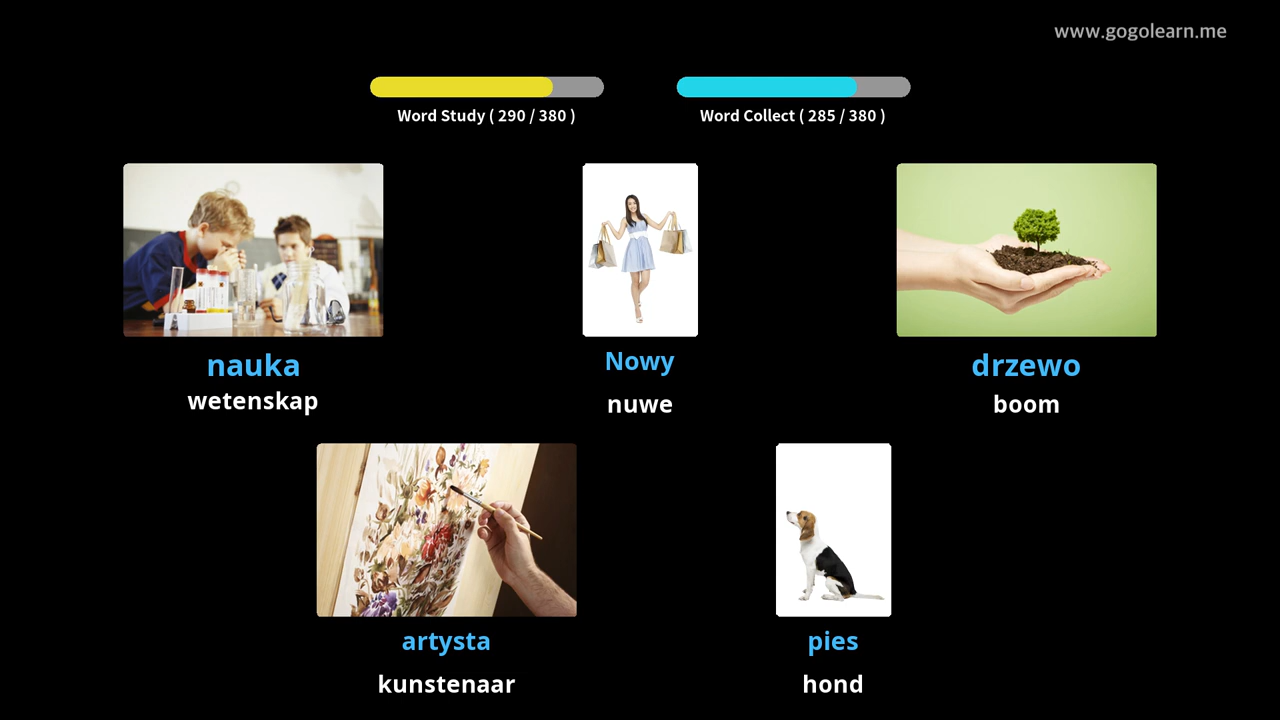 www.gogolearn.me
Word Study ( 290 / 380 )
Word Collect ( 285 / 380 )
nauka
wetenskap
Nowy
nuwe
drzewo
boom
artysta
kunstenaar
pies
hond